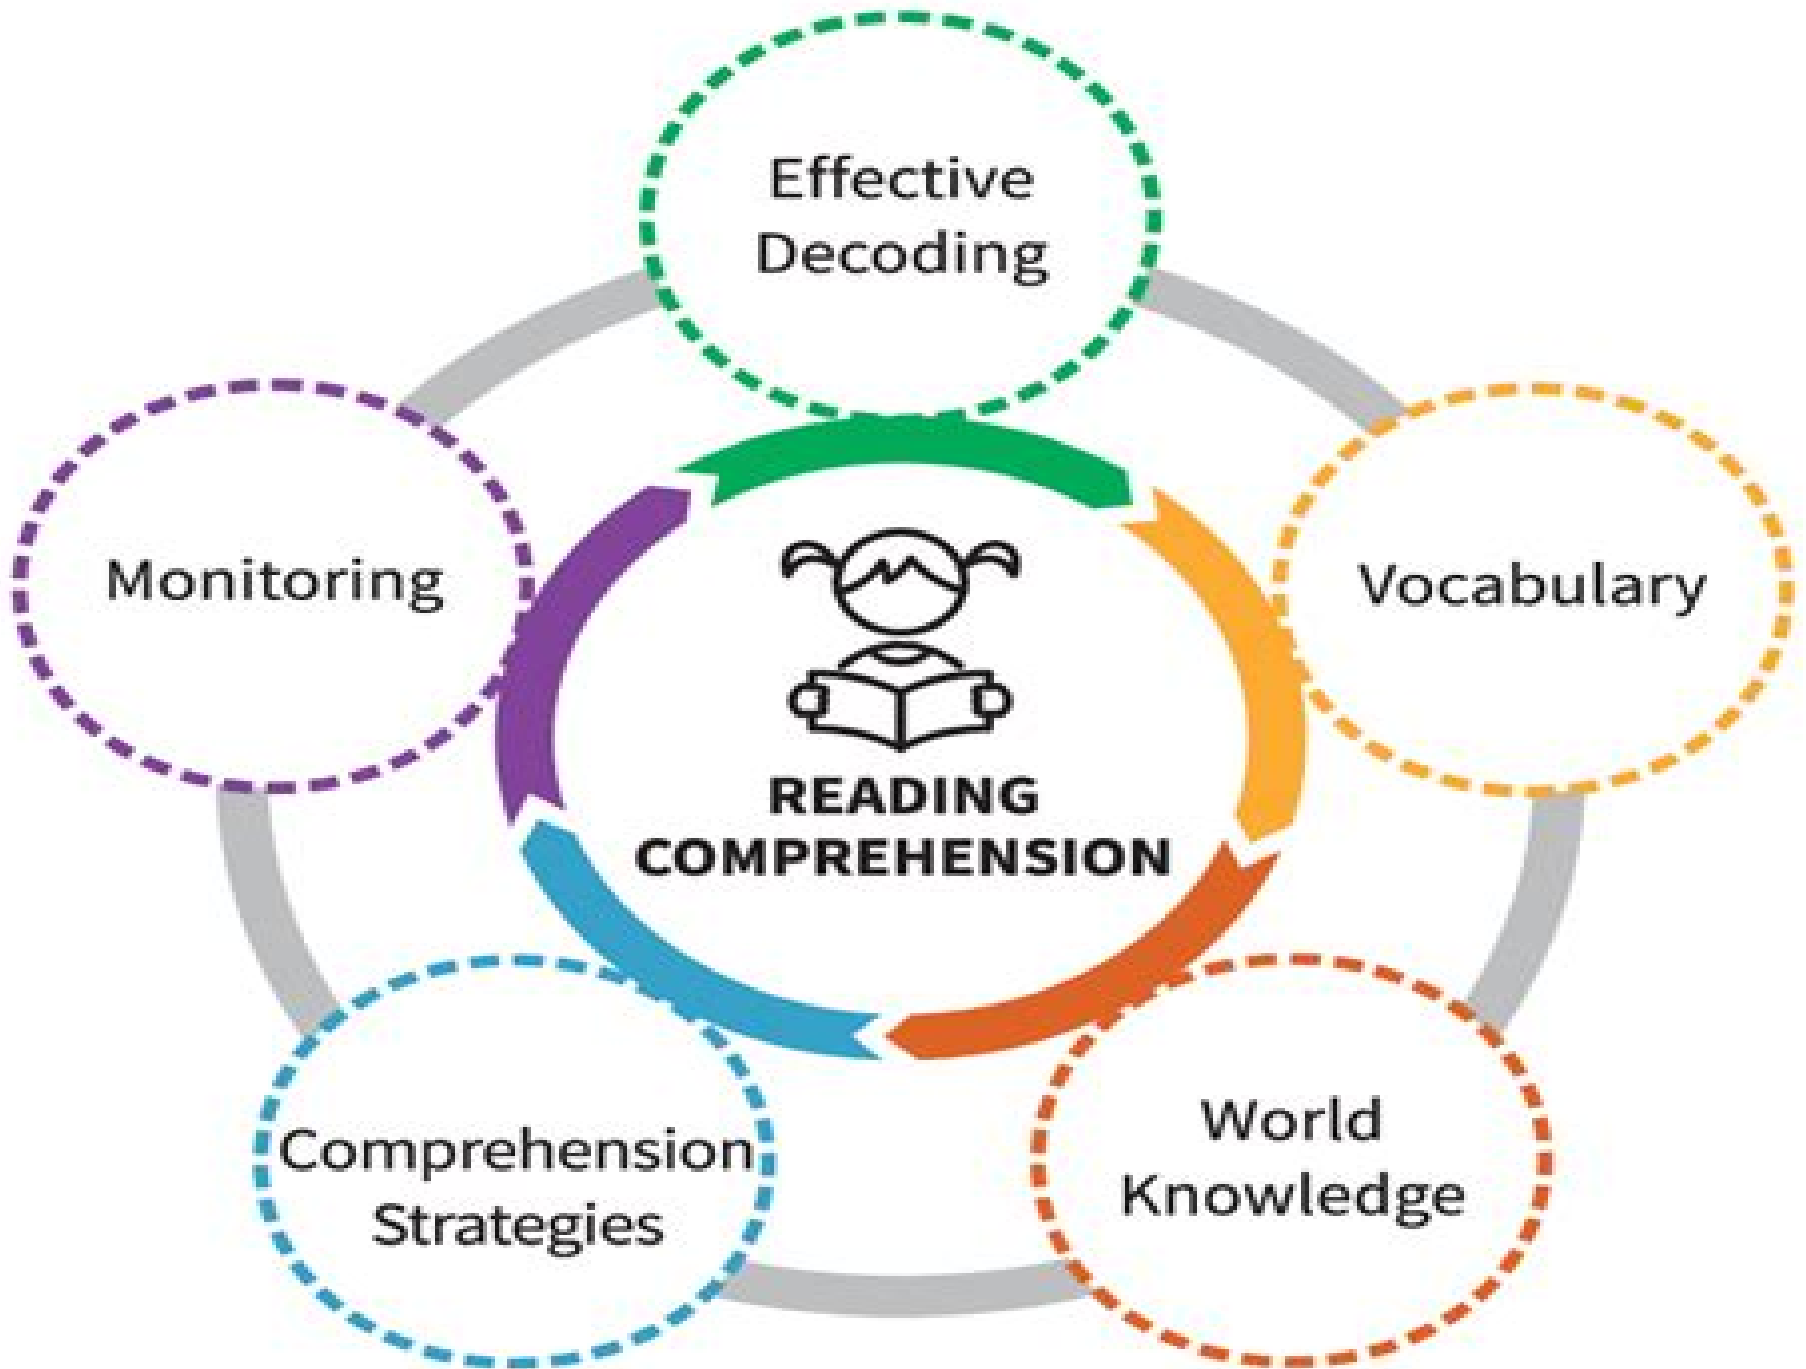 Effective
Decoding
Vocabulary
World
Knowledge
Comprehension
Strategies
Monitoring
READING
COMPREHENSION